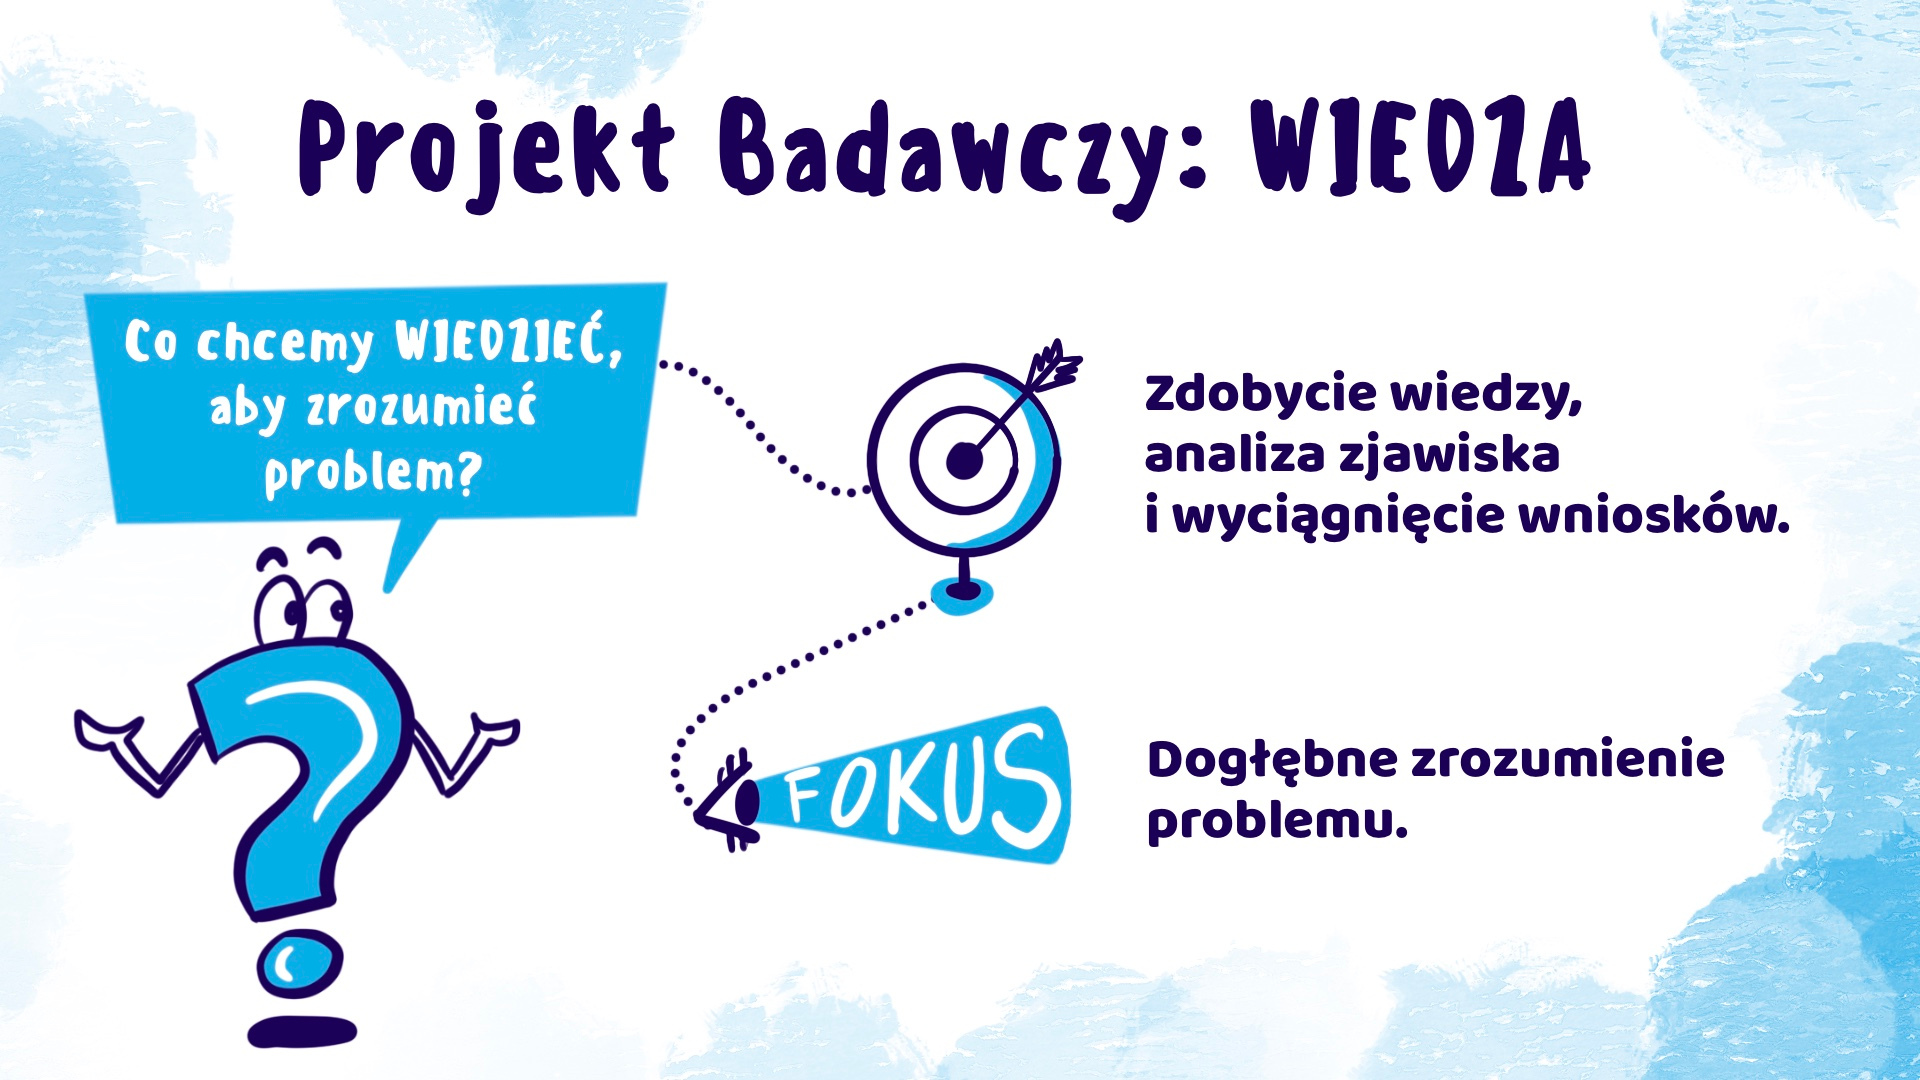 Projekt Badawczy: WIEDZA
Co chcemy WIEDZIEĆ,
aby zrozumieć
problem?
Zdobycie wiedzy,
analiza zjawiska
i wyciągnięcie wniosków.
FOKUS
Dogłębne zrozumienie
problemu.